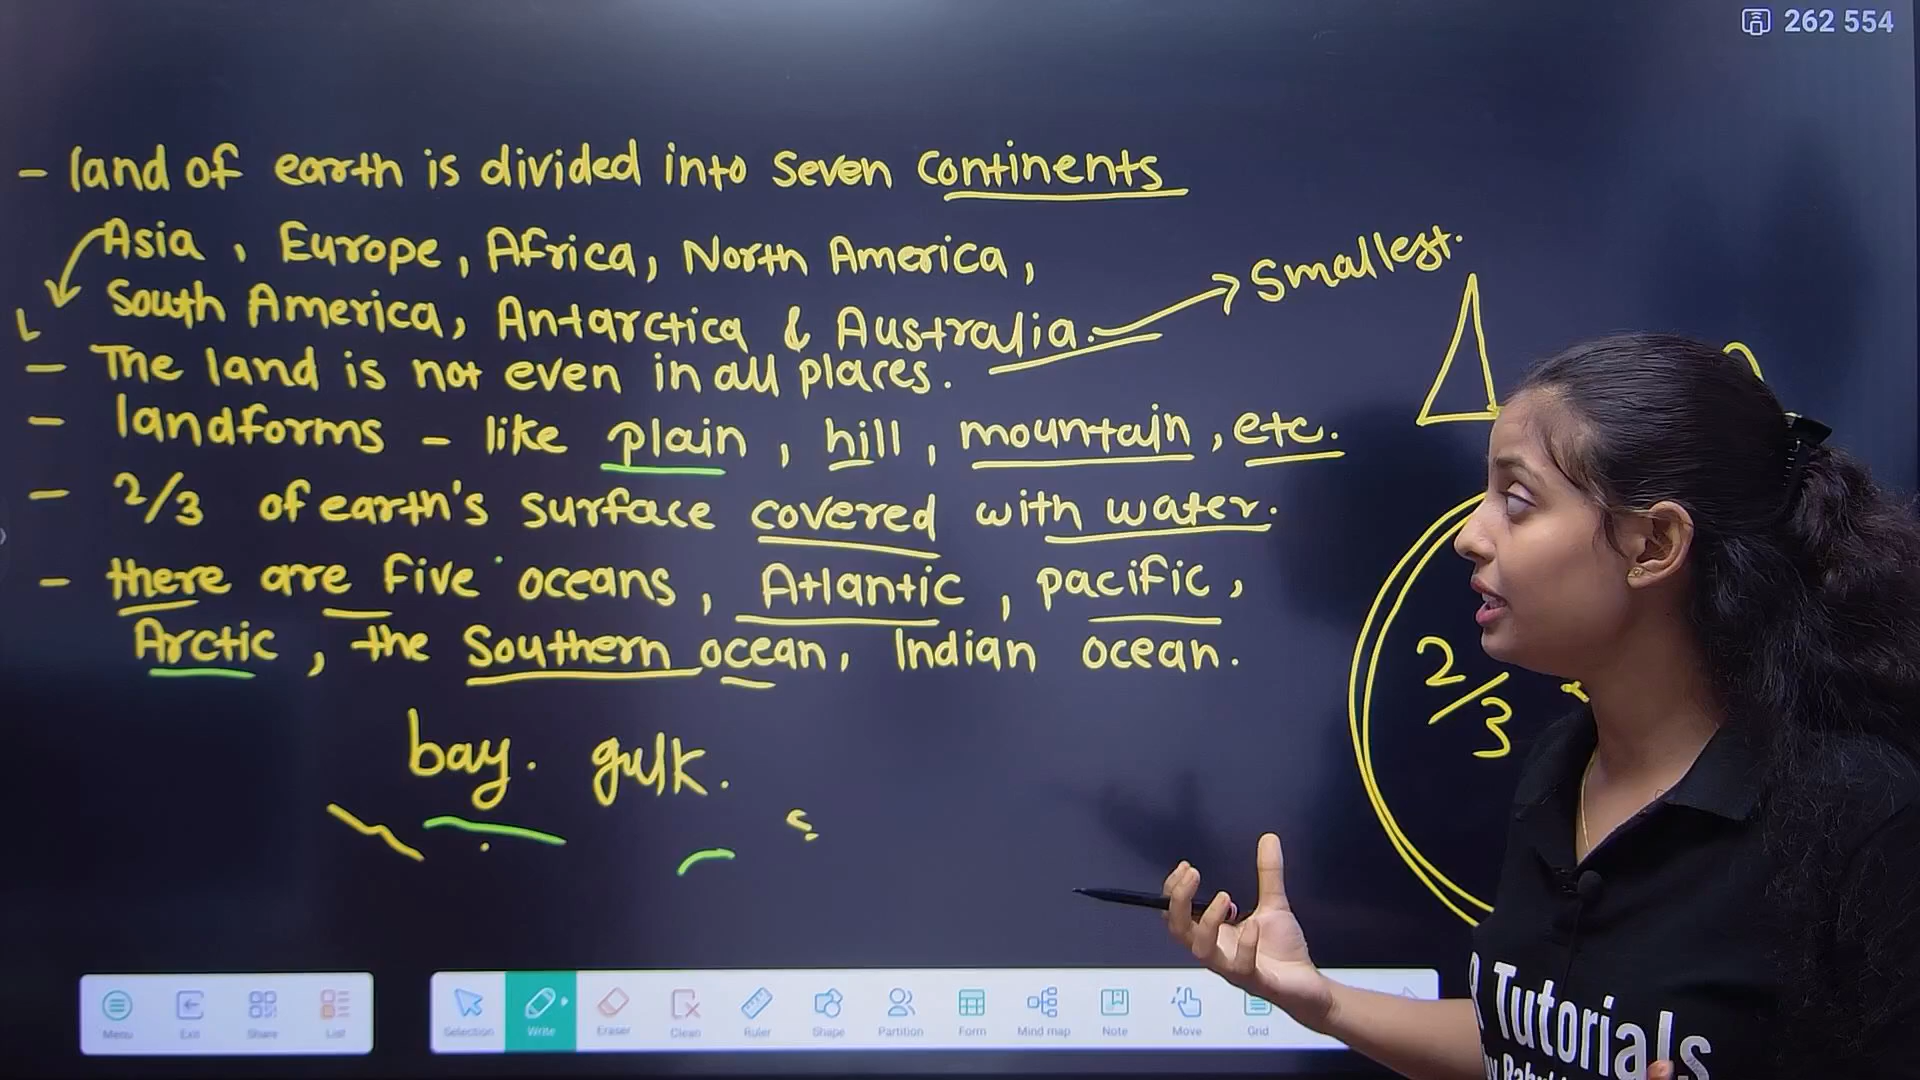 262 554
- land of earth is divided into seven Continents
Asia, Europe, Africa, North America,
South America, Antarctica & Australia. → Smallest.
L
- The land is not even in all places.
- landforms - like plain, hill, mountain, etc.
- 2/3 of earth's surface covered with water.
- there are five oceans, Atlantic, pacific,
Arctic, the Southern ocean, Indian ocean.
2/3
bay. gulk.
Menu Exit Share List Selection Write Eraser Clean Ruler Shape Partition Form Mind map Note Move Grid
Tutorials